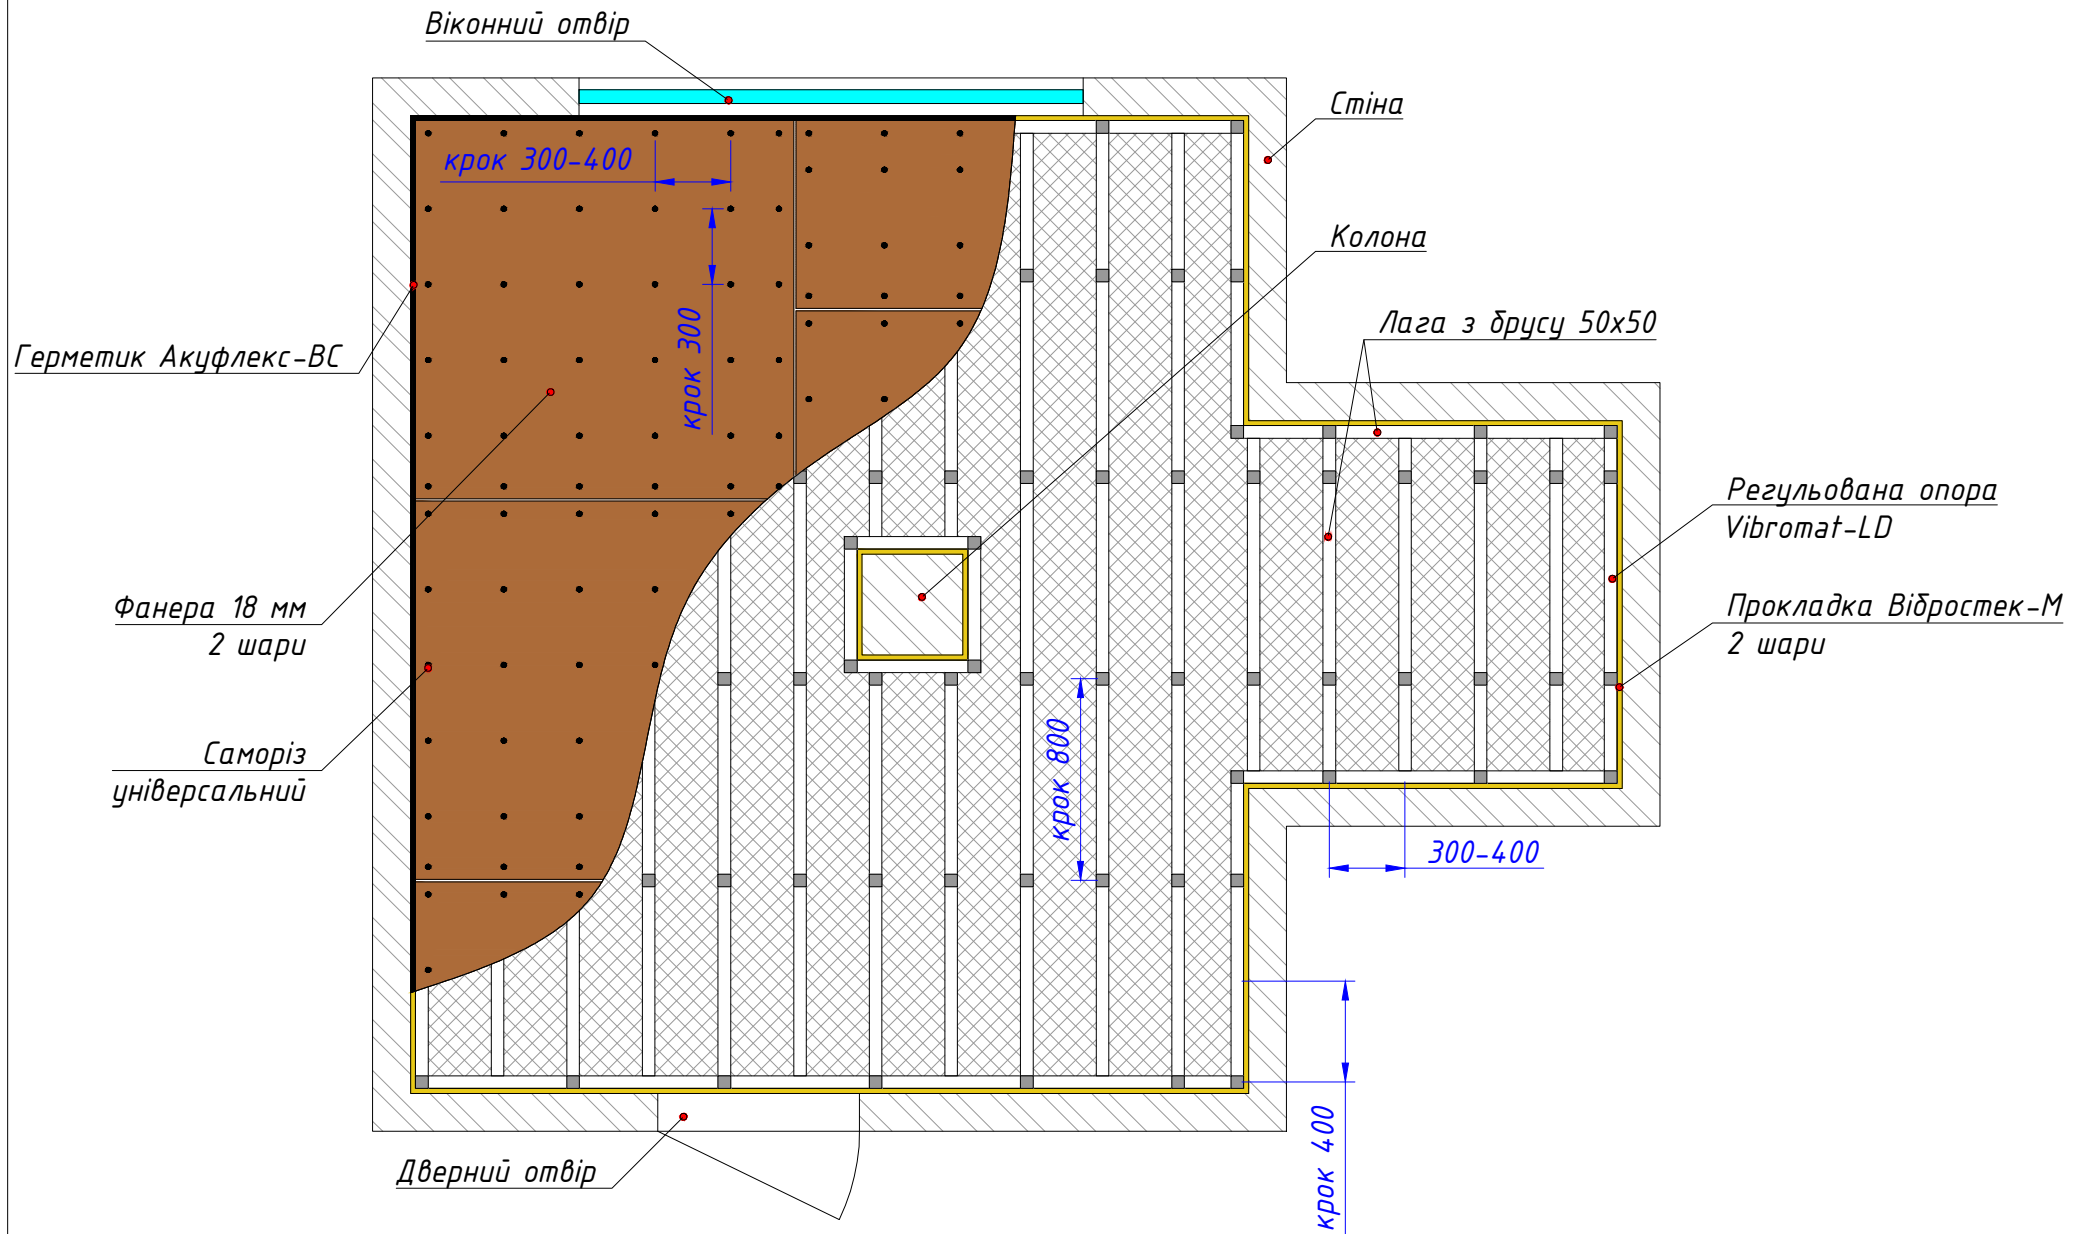 Віконний отвір
Стіна
крок 300-400
Колона
Лага з брусу 50х50
крок 300
Герметик Акуфлекс-ВС
Регульована опора
Vibromat-LD
Фанера 18 мм
2 шари
Прокладка Вібростек-М
2 шари
Саморіз
універсальний
крок 800
300-400
крок 400
Дверний отвір